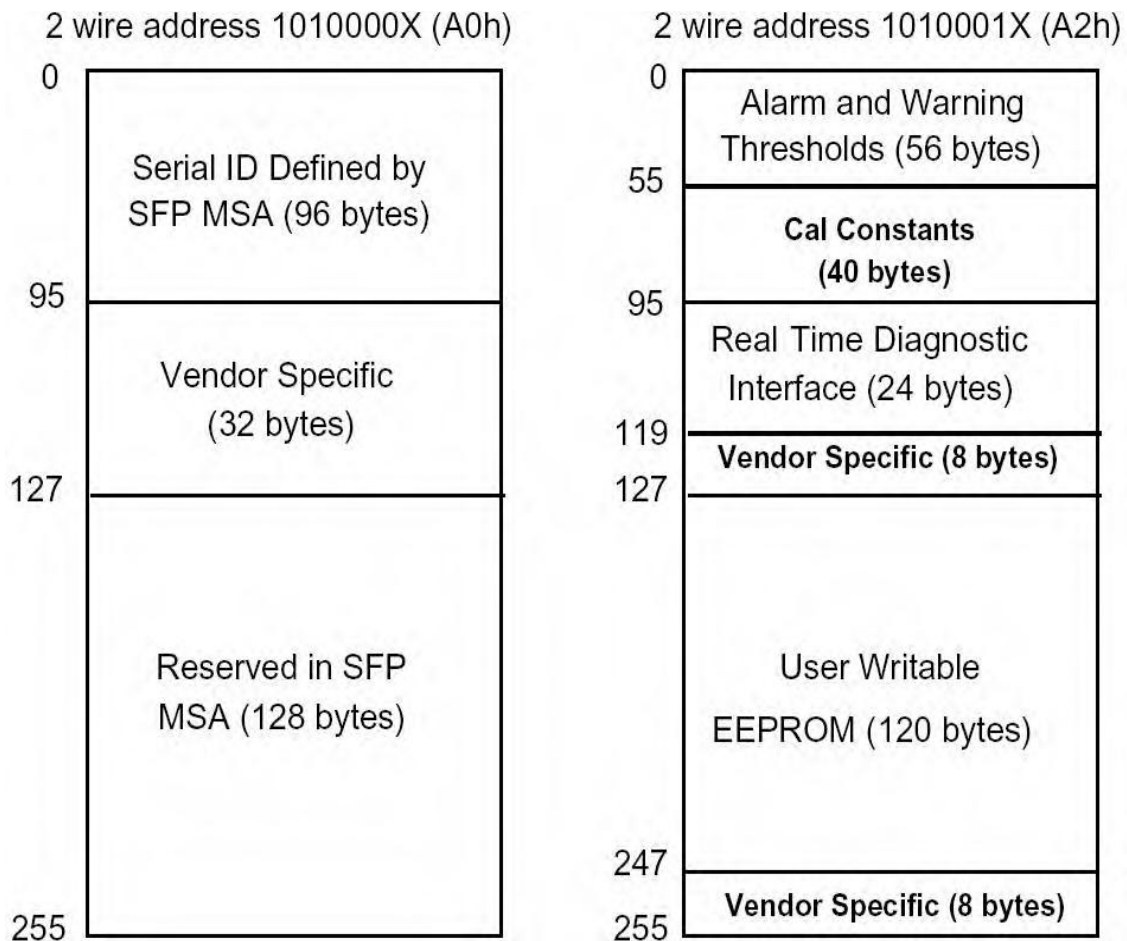 2 wire address 1010000X (A0h)
0
Serial ID Defined by
SFP MSA (96 bytes)
95
Vendor Specific
(32 bytes)
127
Reserved in SFP
MSA (128 bytes)
255
2 wire address 1010001X (A2h)
0
Alarm and Warning
Thresholds (56 bytes)
55
Cal Constants
(40 bytes)
95
Real Time Diagnostic
Interface (24 bytes)
119
Vendor Specific (8 bytes)
127
User Writable
EEPROM (120 bytes)
247
Vendor Specific (8 bytes)
255